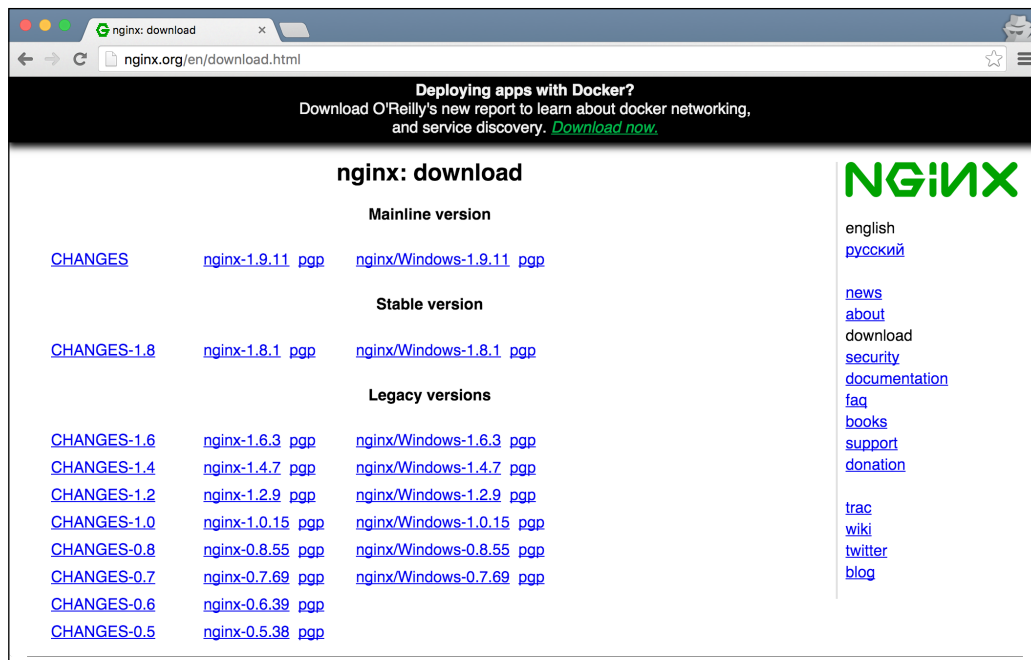 nginx: download
nginx.org/en/download.html
Deploying apps with Docker?
Download O'Reilly's new report to learn about docker networking,
and service discovery. Download now.
nginx: download
Mainline version
CHANGES nginx-1.9.11 pgp nginx/Windows-1.9.11 pgp
Stable version
CHANGES-1.8 nginx-1.8.1 pgp nginx/Windows-1.8.1 pgp
Legacy versions
CHANGES-1.6 nginx-1.6.3 pgp nginx/Windows-1.6.3 pgp
CHANGES-1.4 nginx-1.4.7 pgp nginx/Windows-1.4.7 pgp
CHANGES-1.2 nginx-1.2.9 pgp nginx/Windows-1.2.9 pgp
CHANGES-1.0 nginx-1.0.15 pgp nginx/Windows-1.0.15 pgp
CHANGES-0.8 nginx-0.8.55 pgp nginx/Windows-0.8.55 pgp
CHANGES-0.7 nginx-0.7.69 pgp nginx/Windows-0.7.69 pgp
CHANGES-0.6 nginx-0.6.39 pgp
CHANGES-0.5 nginx-0.5.38 pgp
NGINX
english
русский
news
about
download
security
documentation
faq
books
support
donation
trac
wiki
twitter
blog